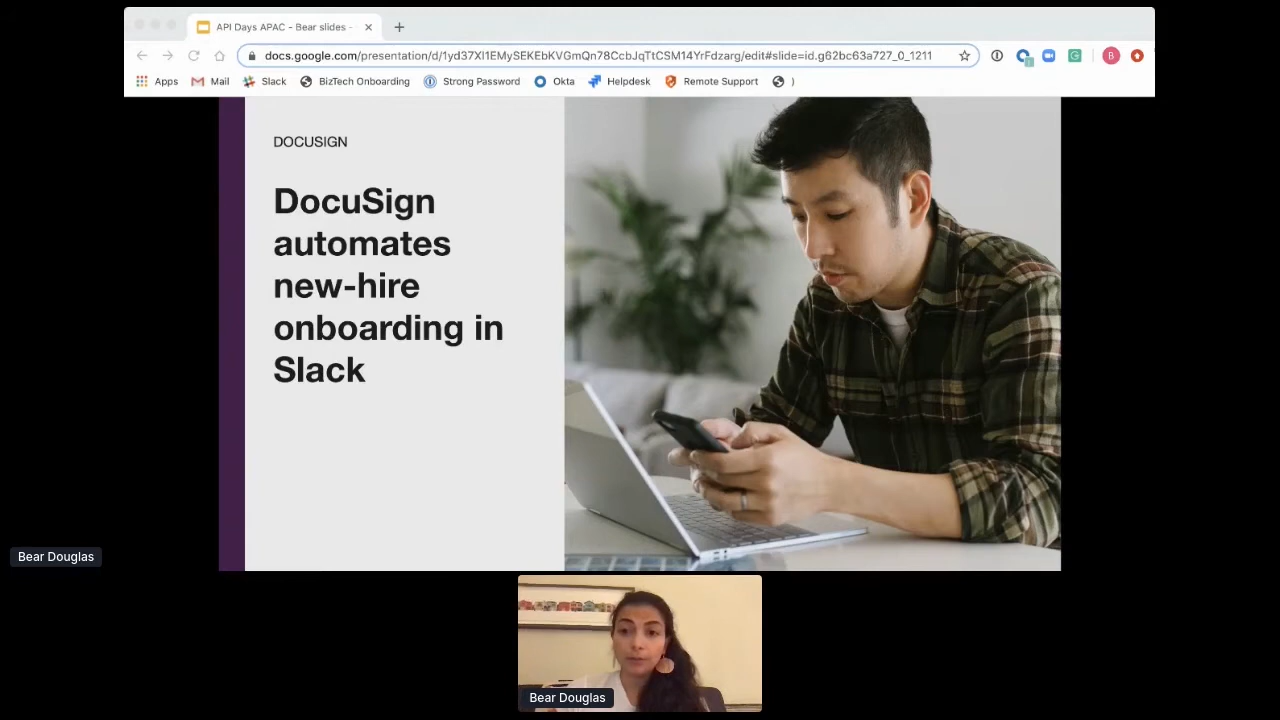 API Days APAC - Bear slides -
docs.google.com/presentation/d/1yd37Xl1EMySEKEbKVGmQn78CcbJqTtCSM14YrFdzarg/edit#slide=id.g62bc63a727_0_1211
Apps Mail Slack BizTech Onboarding Strong Password Okta Helpdesk Remote Support )
DOCUSIGN
DocuSign
automates
new-hire
onboarding in
Slack
Bear Douglas
Bear Douglas